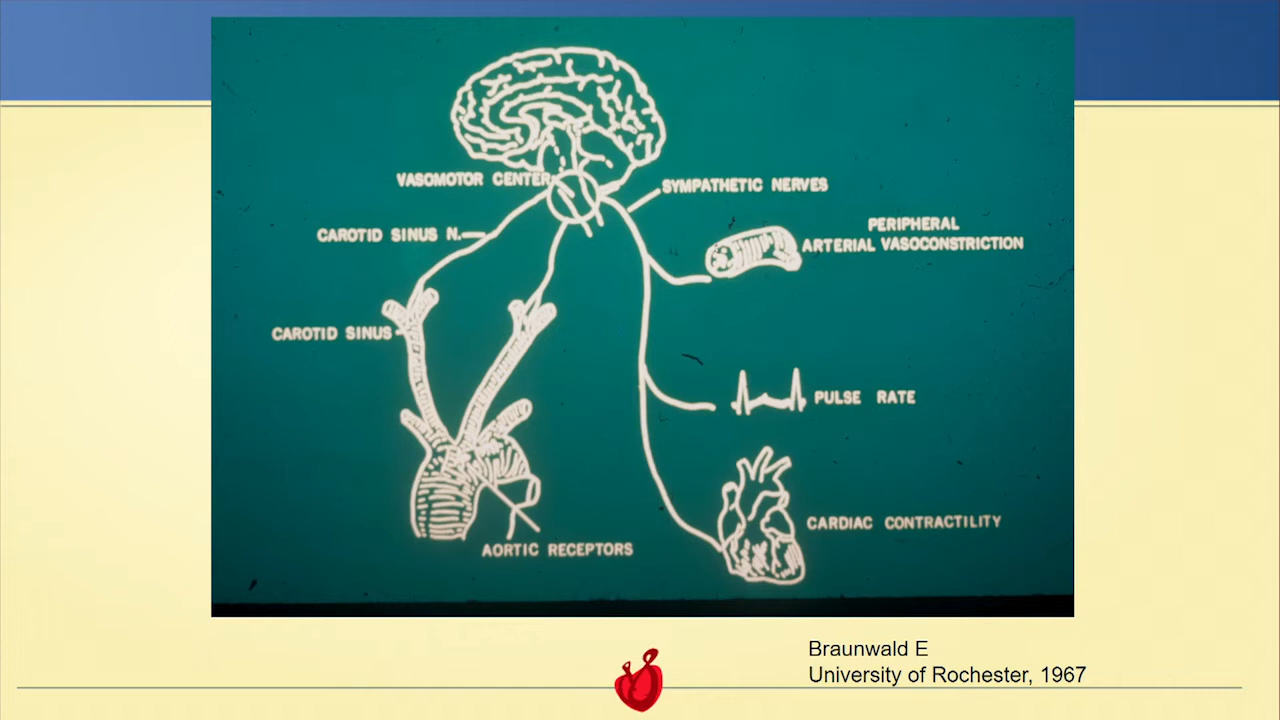 VASOMOTOR CENTER
SYMPATHETIC NERVES
CAROTID SINUS N.
PERIPHERAL
ARTERIAL VASOCONSTRICTION
CAROTID SINUS
PULSE RATE
CARDIAC CONTRACTILITY
AORTIC RECEPTORS
Braunwald E
University of Rochester, 1967